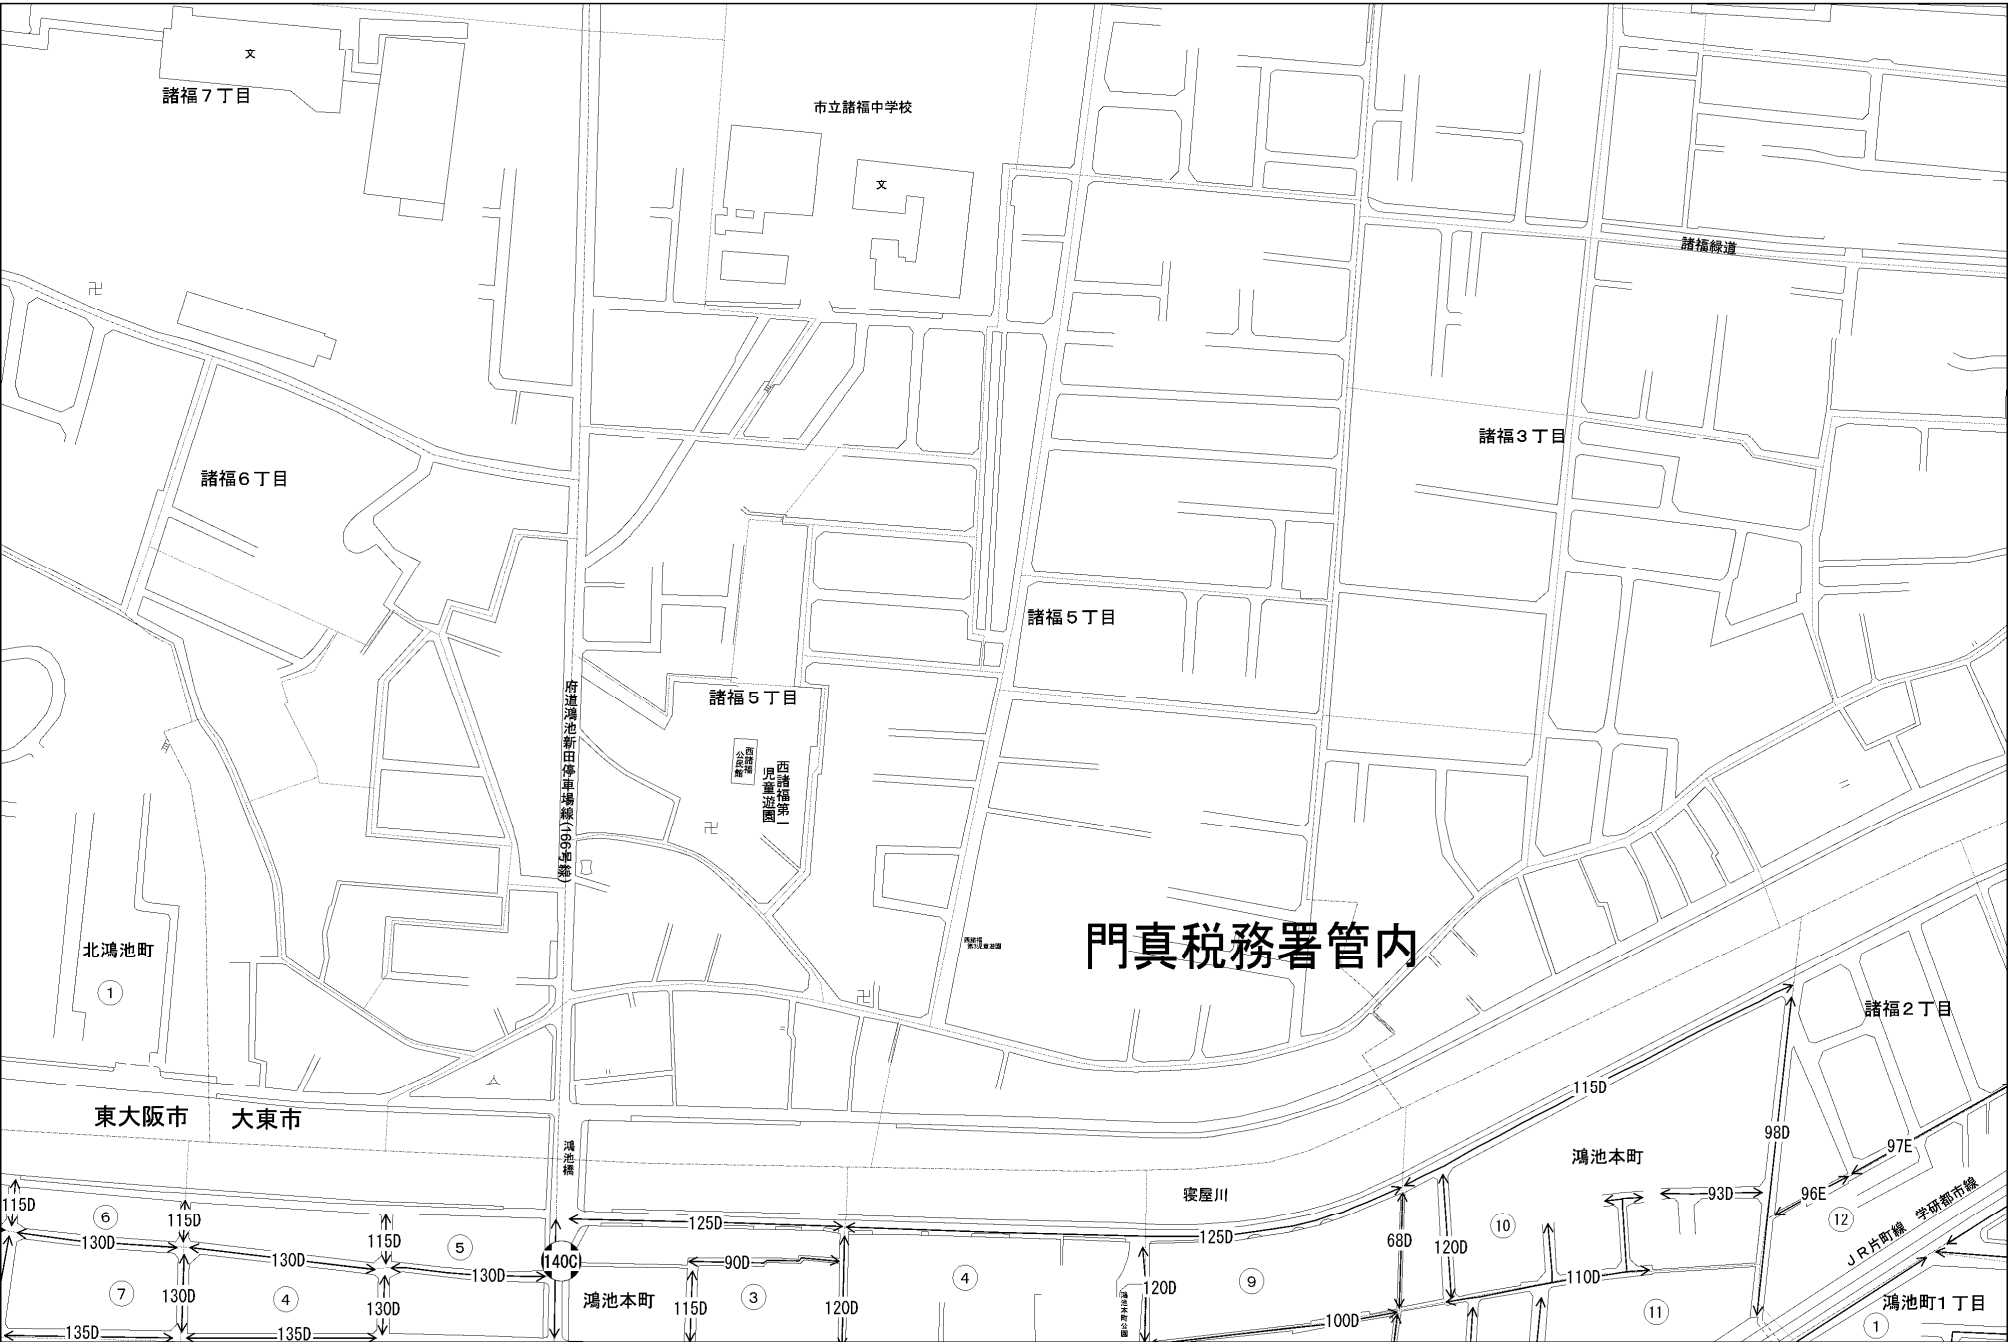 文
諸福７丁目
市立諸福中学校
文
諸福緑道
諸福３丁目
諸福６丁目
諸福５丁目
諸福５丁目
府道鴻池新田停車場線(166号線)
西諸福
公民館
西諸福第一
児童遊園
門真税務署管内
北鴻池町
1
諸福２丁目
115D
東大阪市
大東市
鴻池橋
98D
鴻池本町
97E
寝屋川
93D
96E
12
ＪＲ片町線 学研都市線
115D
6
115D
130D
130D
115D
5
130D
140C
125D
90D
125D
68D
120D
10
110D
7
130D
4
130D
鴻池本町
115D
3
120D
4
120D
鴻池本町公園
9
100D
11
鴻池町１丁目
1
135D
135D